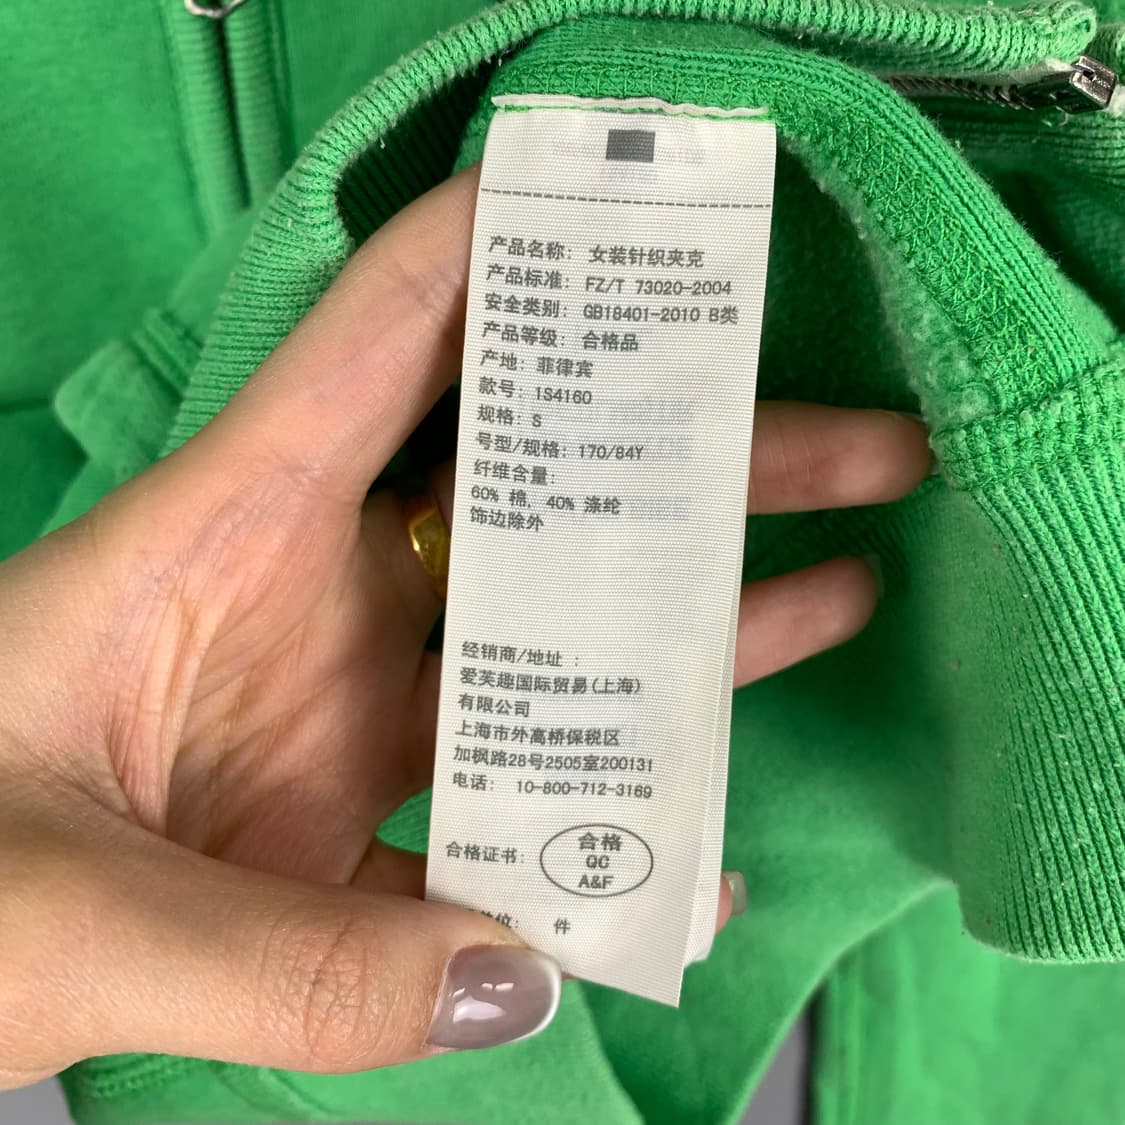 产品名称: 女装针织夹克
产品标准: FZ/T 73020-2004
安全类别: GB18401-2010 B类
产品等级: 合格品
产地: 菲律宾
款号: 1S4160
规格: S
号型/规格: 170/84Y
纤维含量:
60% 棉, 40% 涤纶
饰边除外
经销商/地址 :
爱芙趣国际贸易(上海)
有限公司
上海市外高桥保税区
加枫路28号2505室200131
电话: 10-800-712-3169
合格证书:
合格
QC
A&F
件